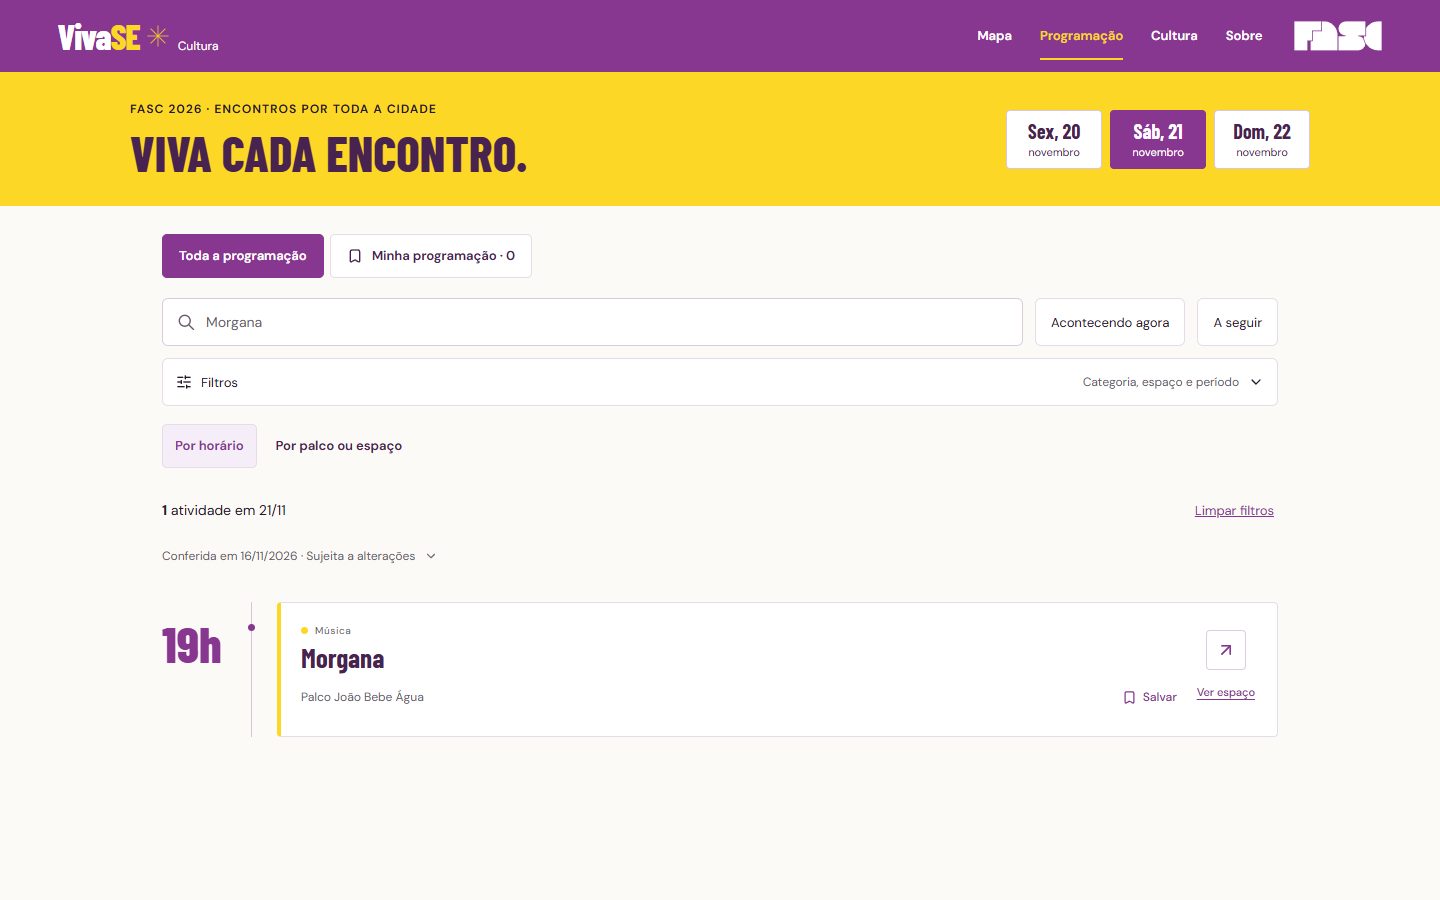 VivaSE Cultura
Mapa Programação Cultura Sobre FASC
FASC 2026 · ENCONTROS POR TODA A CIDADE
VIVA CADA ENCONTRO.
Sex, 20 Sáb, 21 Dom, 22
novembro novembro novembro
Toda a programação Minha programação · 0
Morgana Acontecendo agora A seguir
Filtros Categoria, espaço e período
Por horário Por palco ou espaço
1 atividade em 21/11 Limpar filtros
Conferida em 16/11/2026 · Sujeita a alterações
19h
Música
Morgana
Palco João Bebe Água Salvar Ver espaço